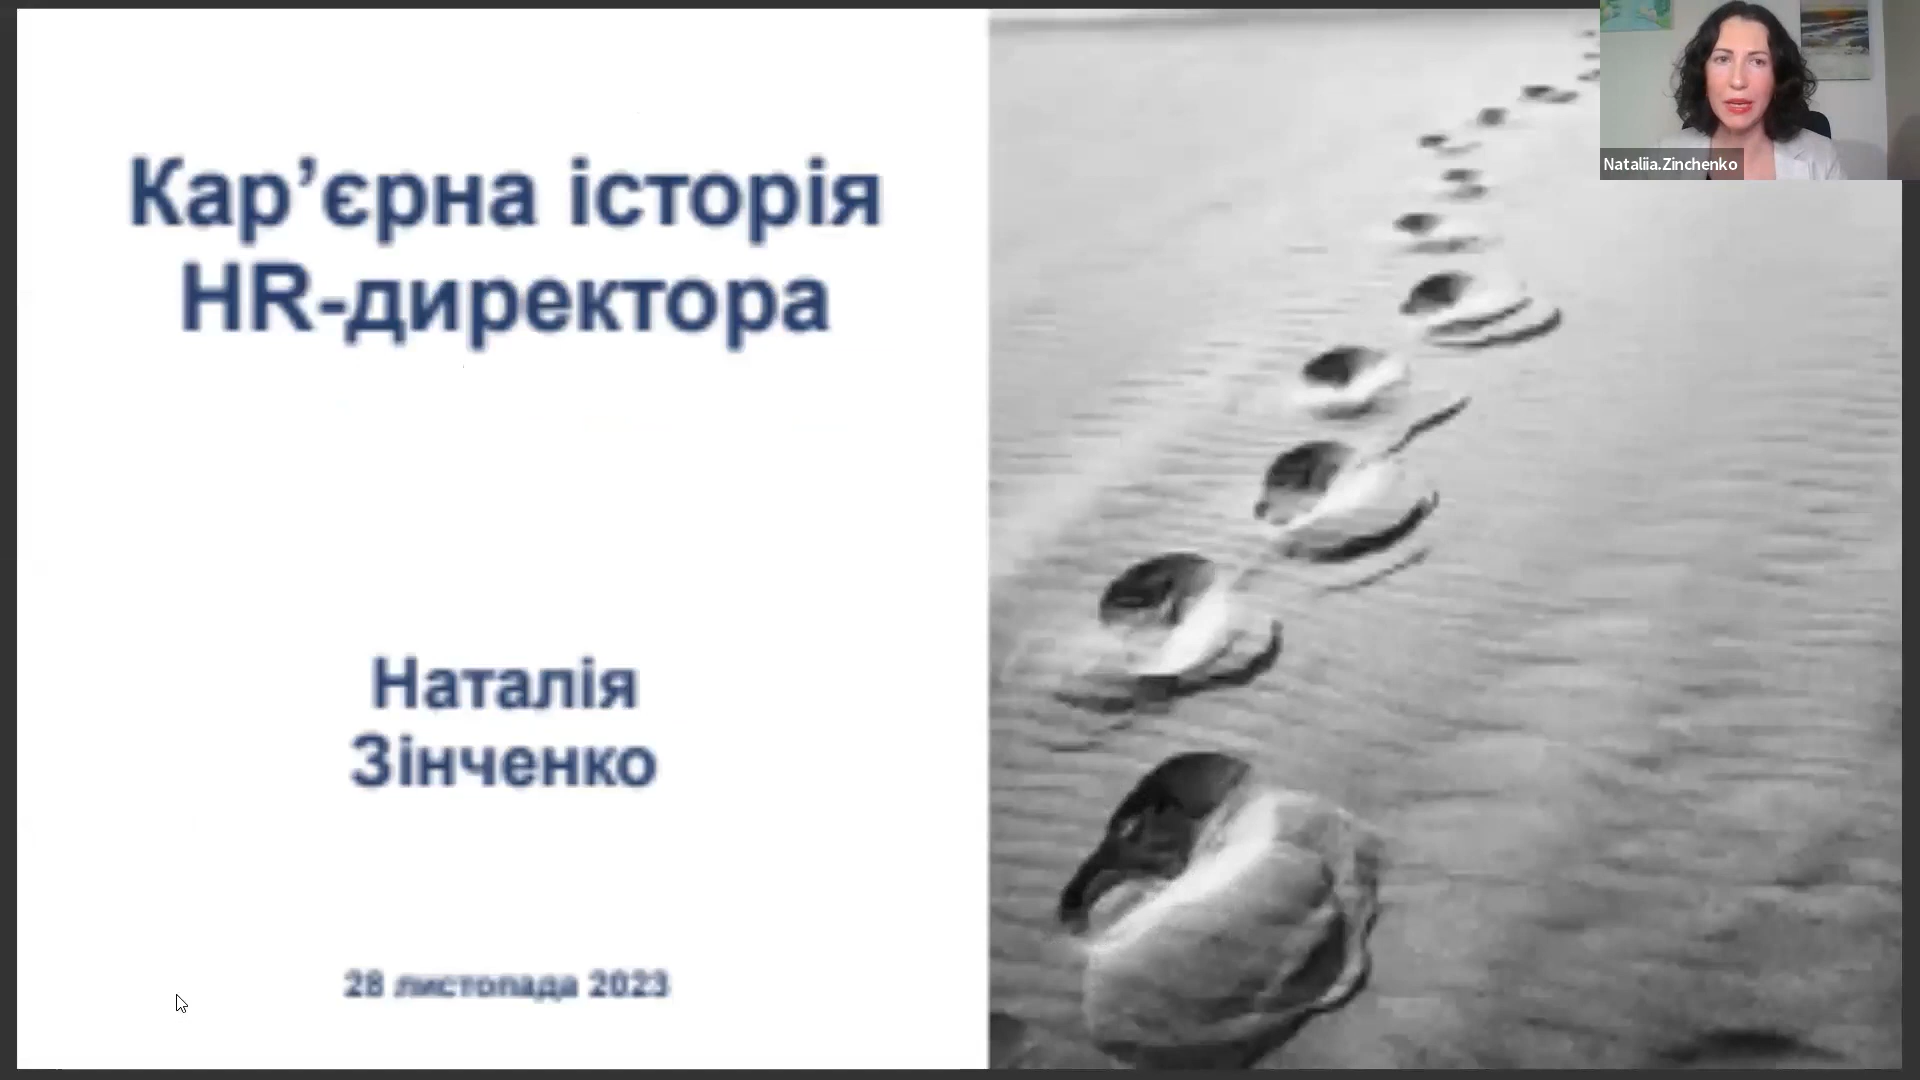 Кар’єрна історія
HR-директора
Наталія
Зінченко
28 листопада 2023
Nataliia.Zinchenko